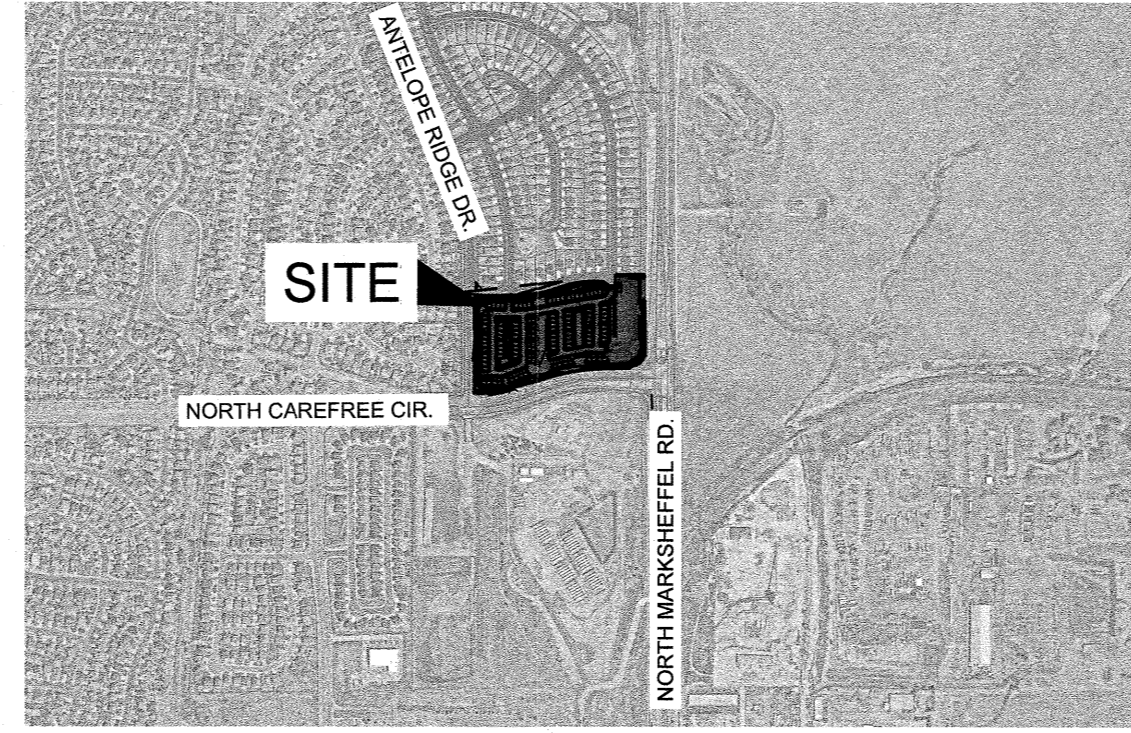 ANTELOPE RIDGE DR.
SITE
NORTH CAREFREE CIR.
NORTH MARKSHEFFEL RD.